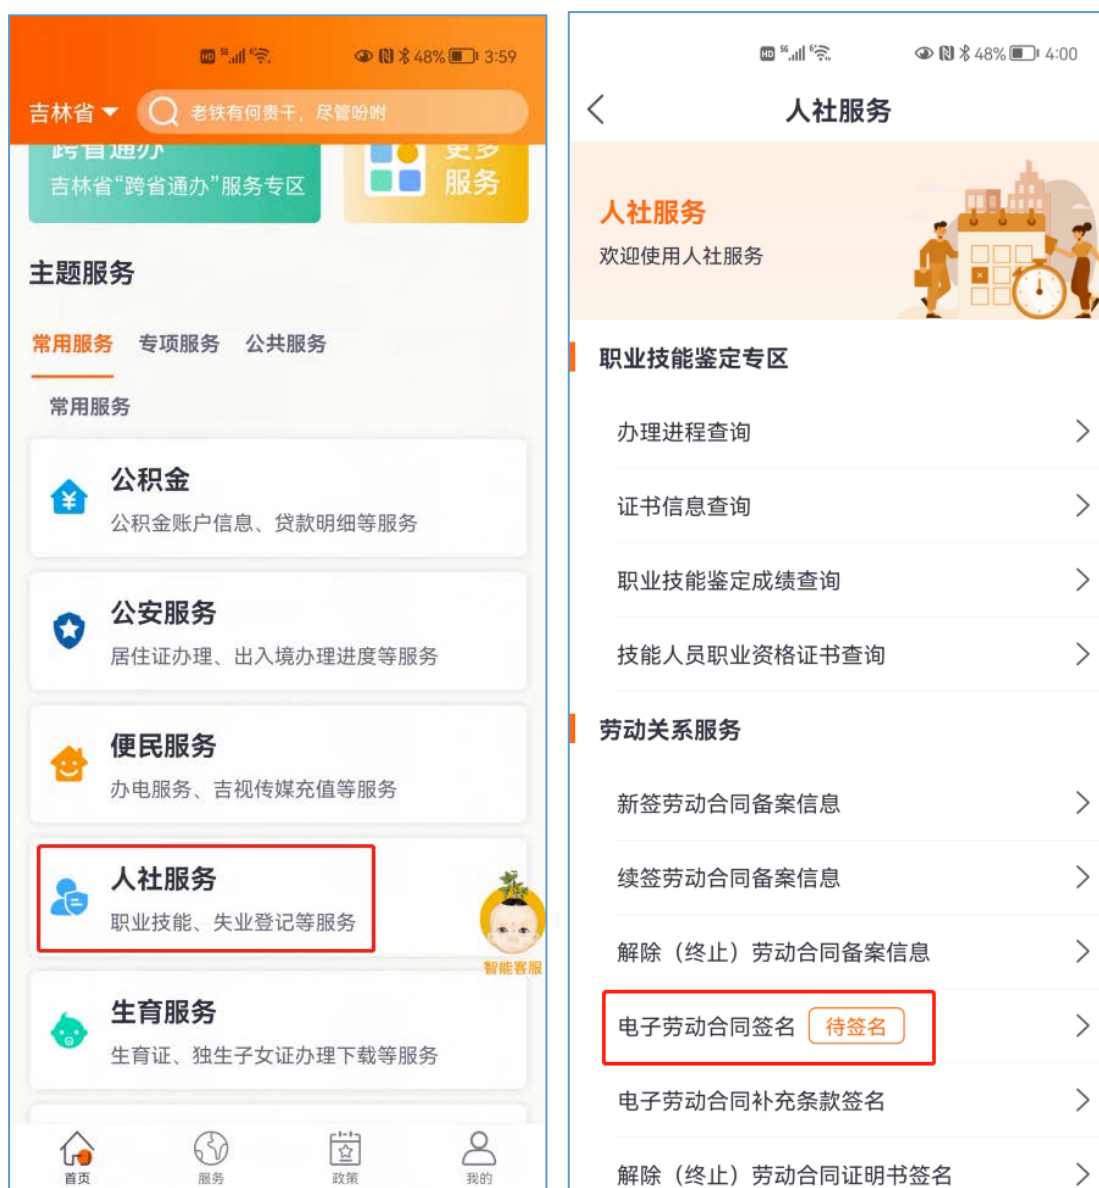 HD 5G 6 48% 3:59
吉林省 老铁有何贵干，尽管吩咐
跨省通办
吉林省“跨省通办”服务专区
更多
服务
主题服务
常用服务 专项服务 公共服务
常用服务
公积金
公积金账户信息、贷款明细等服务
公安服务
居住证办理、出入境办理进度等服务
便民服务
办电服务、吉视传媒充值等服务
人社服务
职业技能、失业登记等服务
智能客服
生育服务
生育证、独生子女证办理下载等服务
首页 服务 政策 我的
HD 5G 6 48% 4:00
人社服务
人社服务
欢迎使用人社服务
职业技能鉴定专区
办理进程查询
证书信息查询
职业技能鉴定成绩查询
技能人员职业资格证书查询
劳动关系服务
新签劳动合同备案信息
续签劳动合同备案信息
解除（终止）劳动合同备案信息
电子劳动合同签名 待签名
电子劳动合同补充条款签名
解除（终止）劳动合同证明书签名